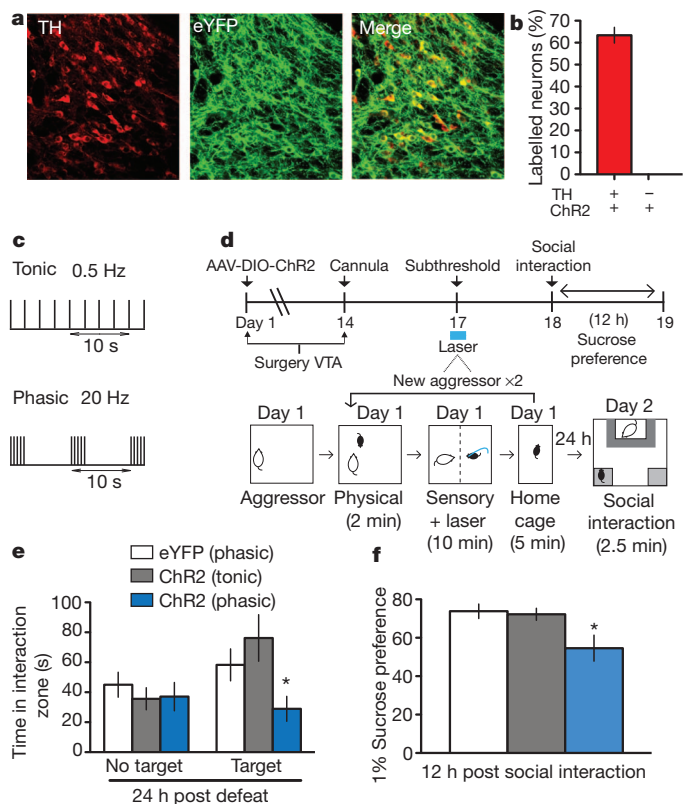 a
TH
eYFP
Merge
b
Labelled neurons (%)
70
60
50
40
30
20
10
0
TH + –
ChR2 + +
c
Tonic 0.5 Hz
10 s
Phasic 20 Hz
10 s
d
AAV-DIO-ChR2
Cannula
Subthreshold
Social
interaction
Day 1
14
17
18
19
(12 h)
Sucrose
preference
Surgery VTA
Laser
New aggressor ×2
Day 1
Day 1
Day 1
Day 1
Day 2
24 h
Aggressor
Physical
(2 min)
Sensory
+ laser
(10 min)
Home
cage
(5 min)
Social
interaction
(2.5 min)
e
eYFP (phasic)
ChR2 (tonic)
ChR2 (phasic)
Time in interaction
zone (s)
100
80
60
40
20
0
*
No target
Target
24 h post defeat
f
1% Sucrose preference
80
60
40
20
0
*
12 h post social interaction